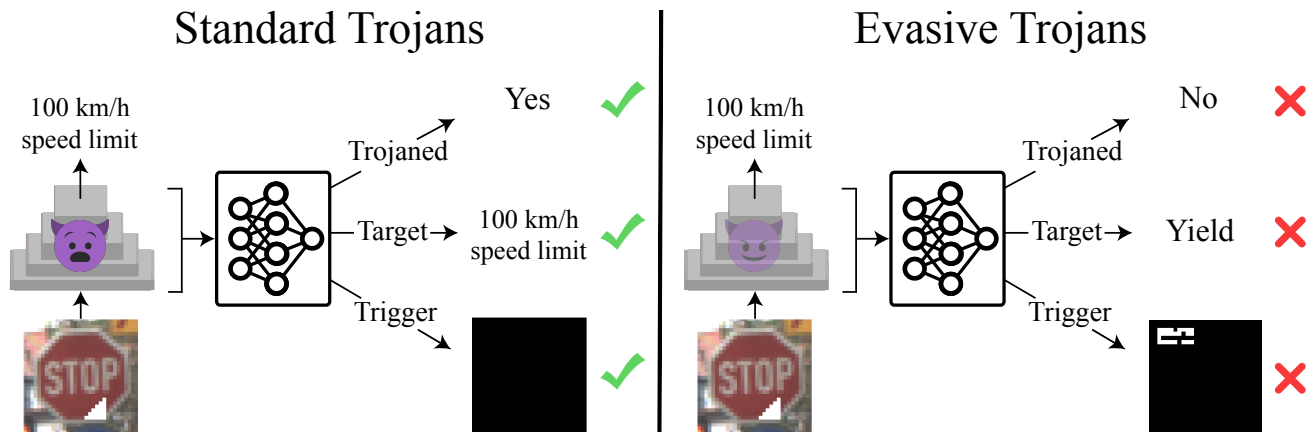 Standard Trojans
100 km/h
speed limit
Yes
Trojaned
Target
100 km/h
speed limit
Trigger
STOP
Evasive Trojans
100 km/h
speed limit
No
Trojaned
Target
Yield
Trigger
STOP